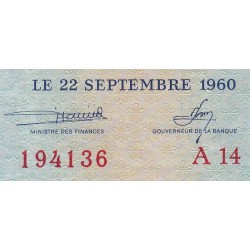 LE 22 SEPTEMBRE 1960
MINISTRE DES FINANCES GOUVERNEUR DE LA BANQUE
194136 A 14